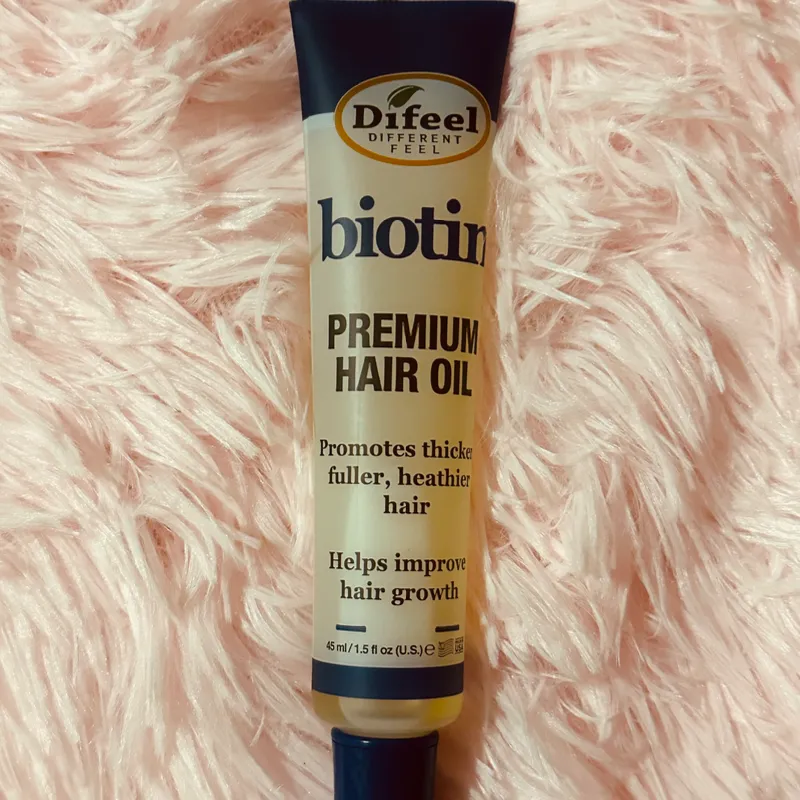 Difeel
DIFFERENT
FEEL
biotin
PREMIUM
HAIR OIL
Promotes thicke
fuller, heathier
hair
Helps improve
hair growth
45 ml / 1.5 fl oz (U.S.) e